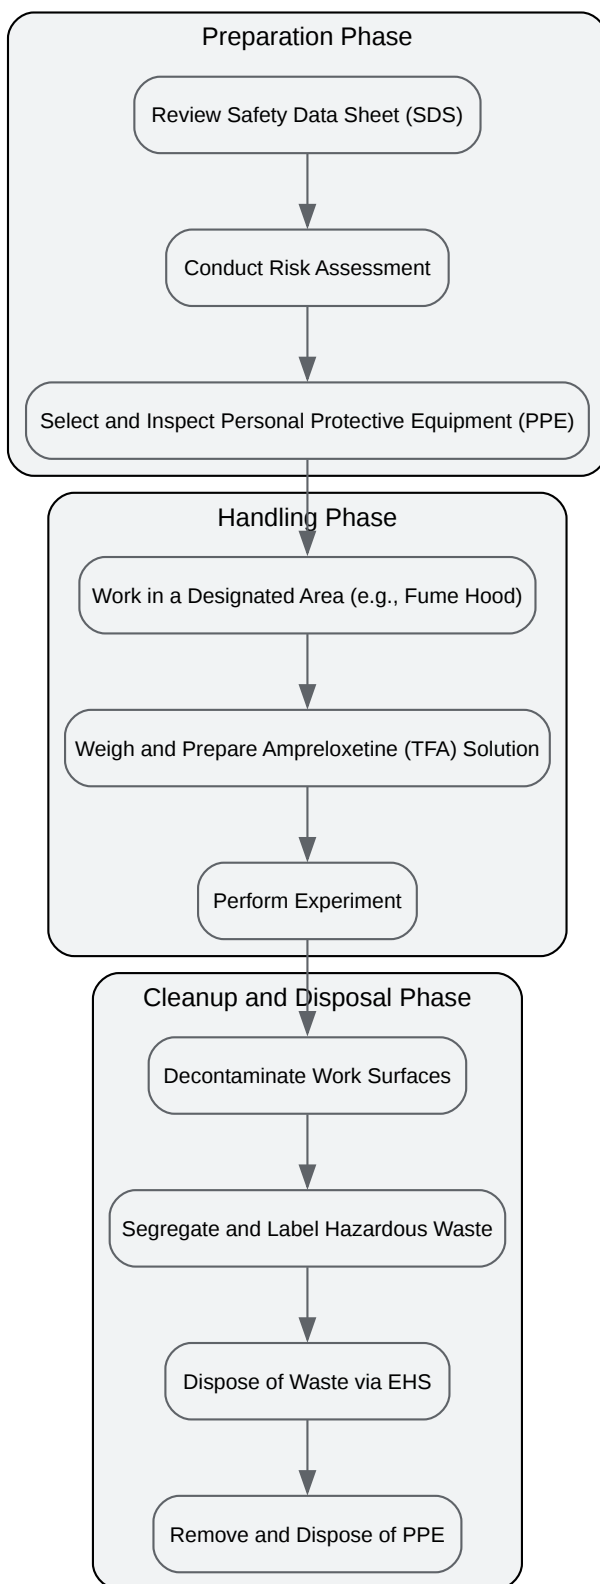 Preparation Phase
Review Safety Data Sheet (SDS)
Conduct Risk Assessment
Select and Inspect Personal Protective Equipment (PPE)
Handling Phase
Work in a Designated Area (e.g., Fume Hood)
Weigh and Prepare Ampreloxetine (TFA) Solution
Perform Experiment
Cleanup and Disposal Phase
Decontaminate Work Surfaces
Segregate and Label Hazardous Waste
Dispose of Waste via EHS
Remove and Dispose of PPE